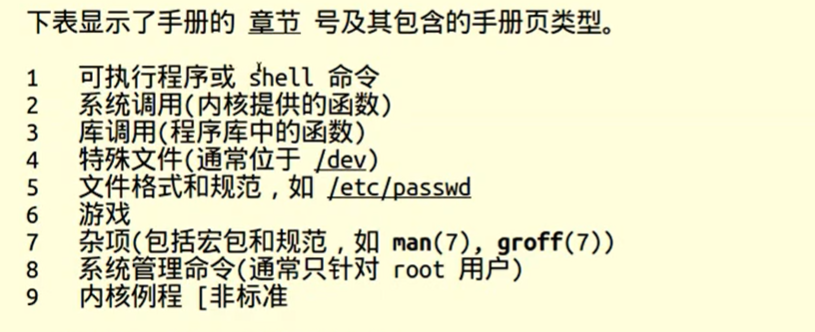 下表显示了手册的 章节 号及其包含的手册页类型。
1 可执行程序或 shell 命令
2 系统调用(内核提供的函数)
3 库调用(程序库中的函数)
4 特殊文件(通常位于 /dev)
5 文件格式和规范，如 /etc/passwd
6 游戏
7 杂项(包括宏包和规范，如 man(7), groff(7))
8 系统管理命令(通常只针对 root 用户)
9 内核例程 [非标准